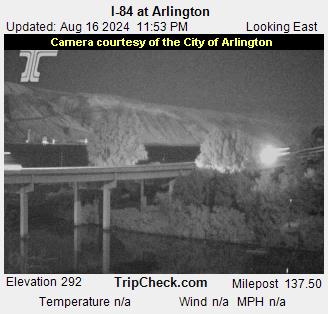 I-84 at Arlington
Updated: Aug 16 2024 11:53 PM Looking East
Camera courtesy of the City of Arlington
Elevation 292 TripCheck.com Milepost 137.50
Temperature n/a Wind n/a MPH n/a